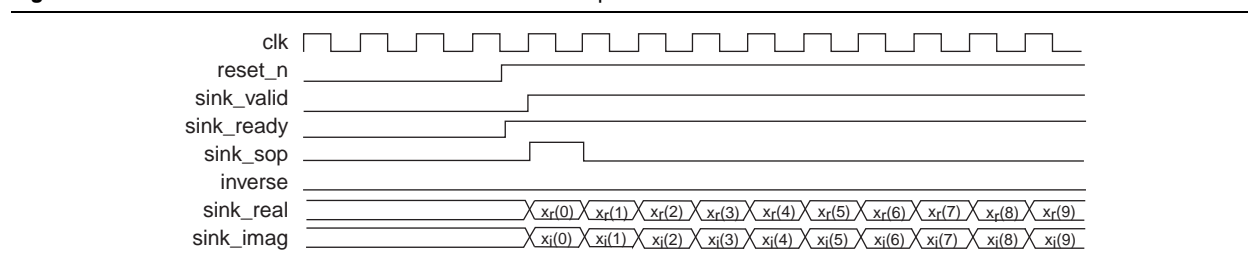 clk
reset_n
sink_valid
sink_ready
sink_sop
inverse
sink_real xr(0) xr(1) xr(2) xr(3) xr(4) xr(5) xr(6) xr(7) xr(8) xr(9)
sink_imag xi(0) xi(1) xi(2) xi(3) xi(4) xi(5) xi(6) xi(7) xi(8) xi(9)